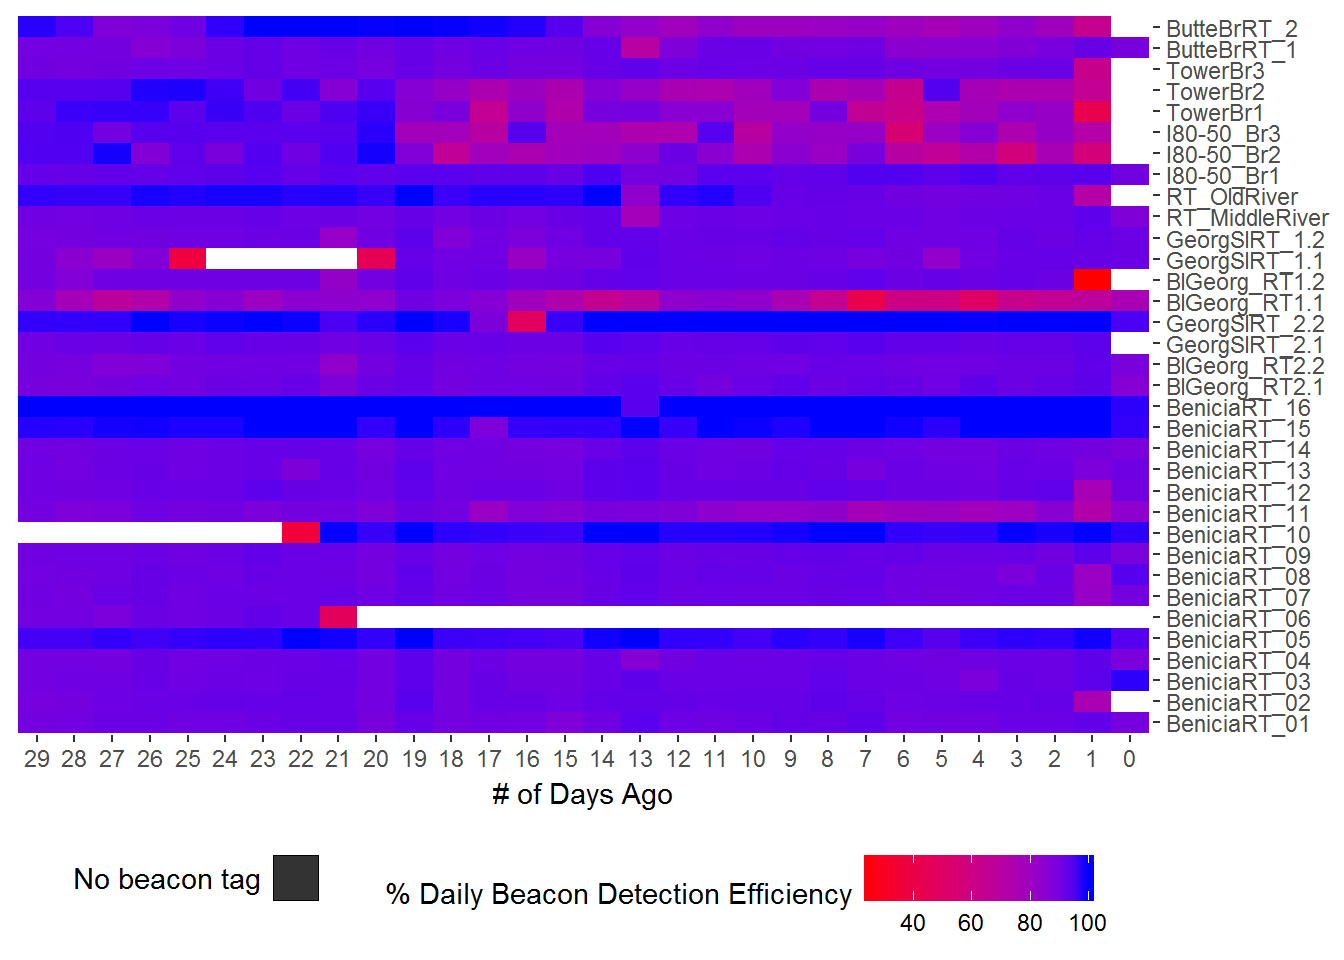 ButteBrRT_2
ButteBrRT_1
TowerBr3
TowerBr2
TowerBr1
I80-50_Br3
I80-50_Br2
I80-50_Br1
RT_OldRiver
RT_MiddleRiver
GeorgSlRT_1.2
GeorgSlRT_1.1
BlGeorg_RT1.2
BlGeorg_RT1.1
GeorgSlRT_2.2
GeorgSlRT_2.1
BlGeorg_RT2.2
BlGeorg_RT2.1
BeniciaRT_16
BeniciaRT_15
BeniciaRT_14
BeniciaRT_13
BeniciaRT_12
BeniciaRT_11
BeniciaRT_10
BeniciaRT_09
BeniciaRT_08
BeniciaRT_07
BeniciaRT_06
BeniciaRT_05
BeniciaRT_04
BeniciaRT_03
BeniciaRT_02
BeniciaRT_01
29 28 27 26 25 24 23 22 21 20 19 18 17 16 15 14 13 12 11 10 9 8 7 6 5 4 3 2 1 0
# of Days Ago
No beacon tag
% Daily Beacon Detection Efficiency
40 60 80 100